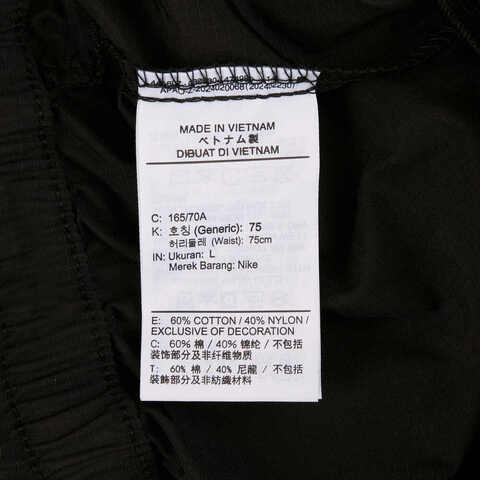 MADE IN VIETNAM
ベトナム製
DIBUAT DI VIETNAM
C: 165/70A
K: 호칭 (Generic): 75
허리둘레 (Waist): 75cm
IN: Ukuran: L
Merek Barang: Nike
E: 60% COTTON / 40% NYLON /
EXCLUSIVE OF DECORATION
C: 60% 棉 / 40% 锦纶 / 不包括
装饰部分及非纤维物质
T: 60% 棉 / 40% 尼龍 / 不包括
裝飾部分及非紡織材料